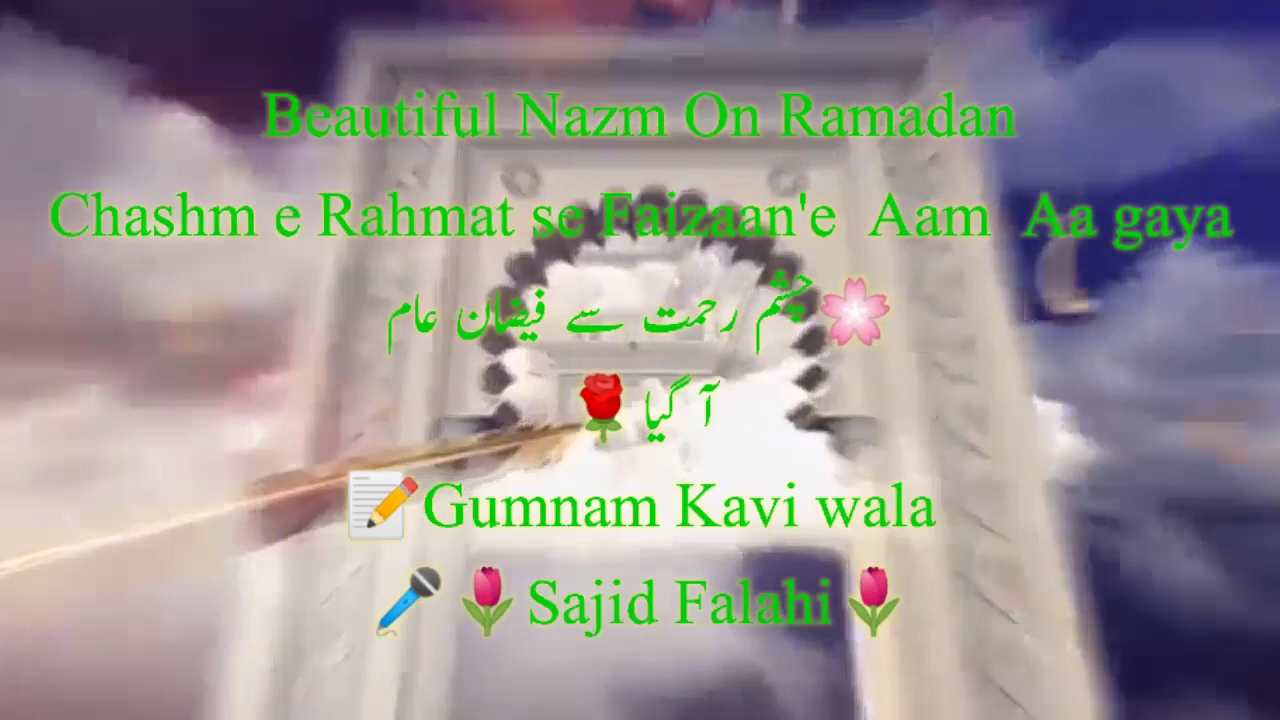 Beautiful Nazm On Ramadan
Chashm e Rahmat se Faizaan'e Aam Aa gaya
🌸چشم رحمت سے فیضان عام
آ گیا 🌹
📝Gumnam Kavi wala
🎤🌷Sajid Falahi🌷